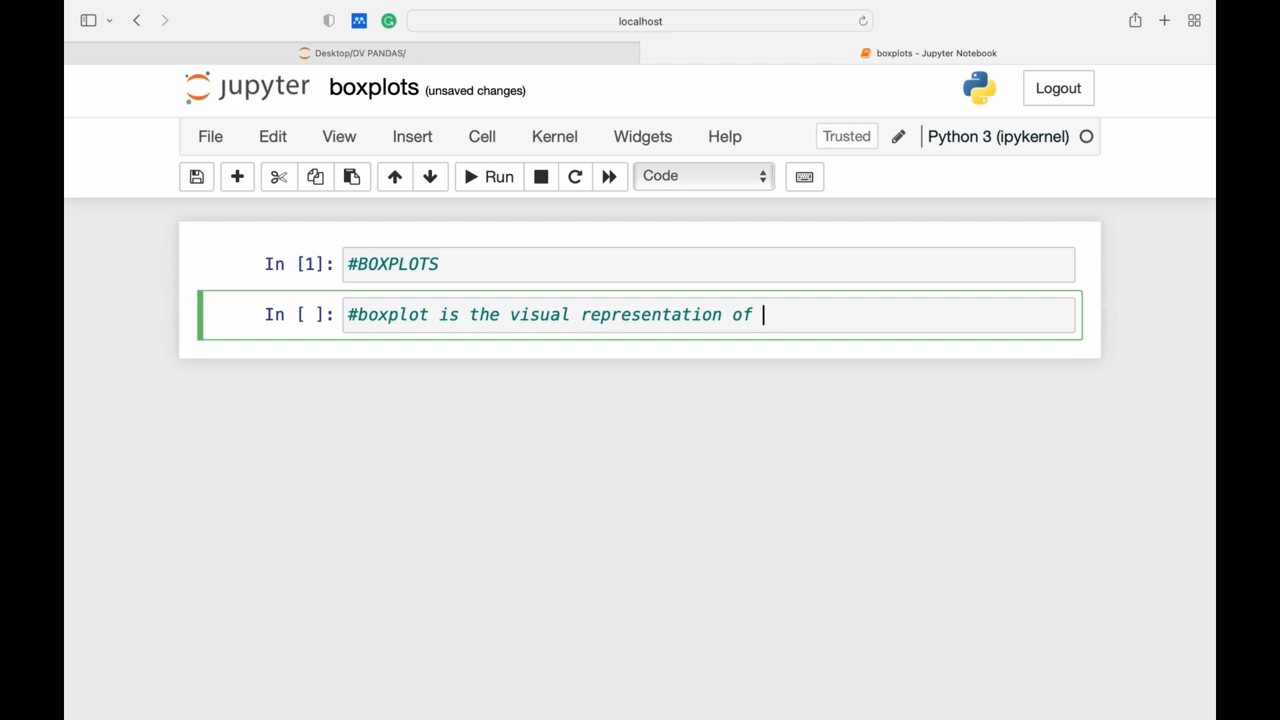 localhost
Desktop/DV PANDAS/
boxplots - Jupyter Notebook
jupyter boxplots (unsaved changes)
Logout
File Edit View Insert Cell Kernel Widgets Help Trusted Python 3 (ipykernel)
Run Code
In [1]: #BOXPLOTS
In [ ]: #boxplot is the visual representation of